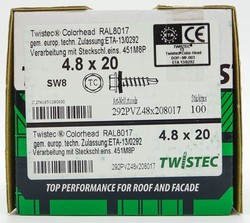 Twistec® Colorhead RAL8017
gem. europ. techn. Zulassung:ETA-13/0292
Verarbeitung mit Steckschl.eins. 451M8P
4.8 x 20
SW8
TC
292PVZ48x208017
100
TWISTEC
Twistec® Colorhead RAL8017
gem. europ. techn. Zulassung:ETA-13/0292
Verarbeitung mit Steckschl.eins. 451M8P
4.8 x 20
292PVZ48x208017
TWISTEC
TOP PERFORMANCE FOR ROOF AND FACADE